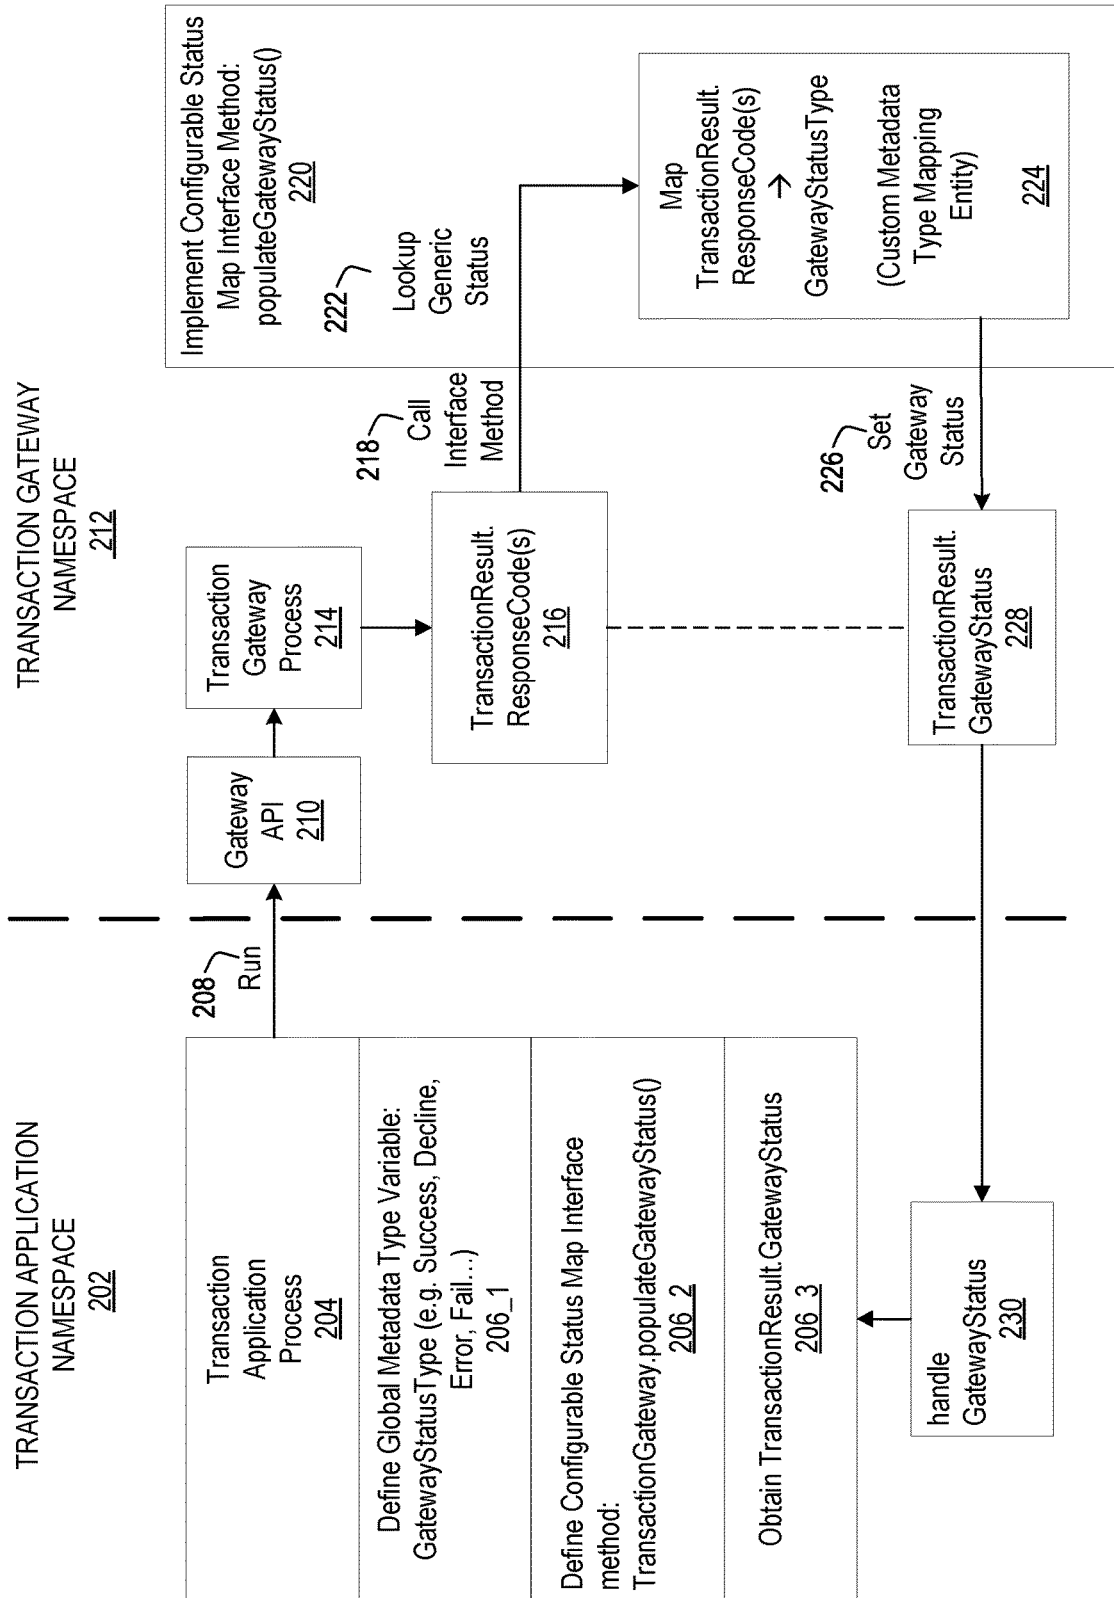 TRANSACTION APPLICATION
NAMESPACE
202
TRANSACTION GATEWAY
NAMESPACE
212
Transaction
Application
Process
204
Define Global Metadata Type Variable:
GatewayStatusType (e.g. Success, Decline,
Error, Fail...)
206_1
Define Configurable Status Map Interface
method:
TransactionGateway.populateGatewayStatus()
206_2
Obtain TransactionResult.GatewayStatus
206_3
208
Run
Gateway
API
210
Transaction
Gateway
Process
214
TransactionResult.
ResponseCode(s)
216
218
Call
Interface
Method
Implement Configurable Status
Map Interface Method:
populateGatewayStatus()
220
222
Lookup
Generic
Status
Map
TransactionResult.
ResponseCode(s)
→
GatewayStatusType
(Custom Metadata
Type Mapping
Entity)
224
226
Set
Gateway
Status
TransactionResult.
GatewayStatus
228
handle
GatewayStatus
230